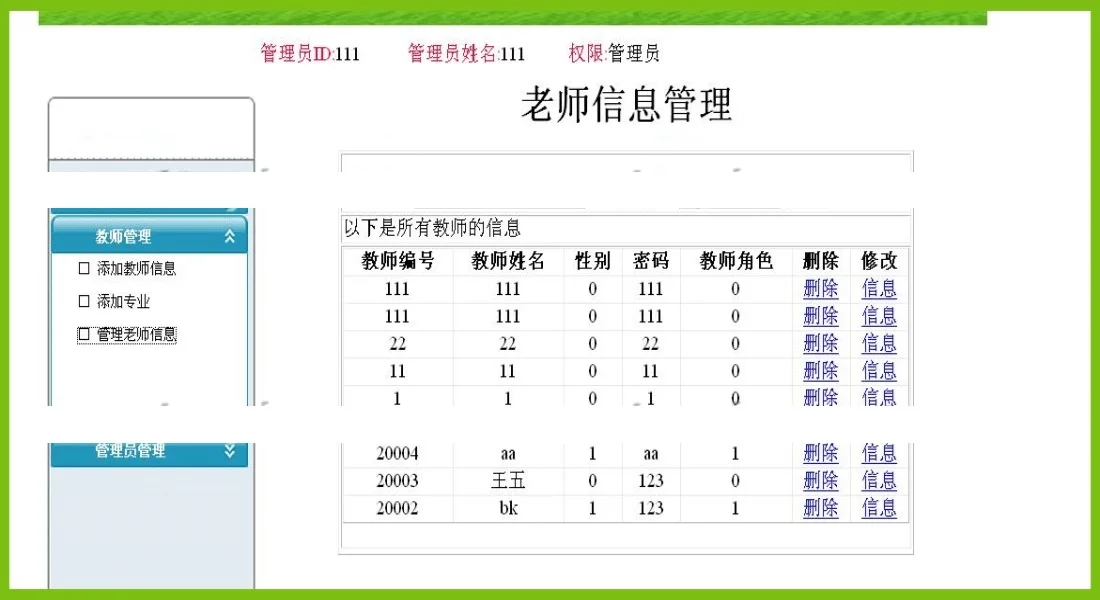 管理员ID:111 管理员姓名:111 权限:管理员
老师信息管理
教师管理
添加教师信息
添加专业
管理老师信息
管理员管理
以下是所有教师的信息
教师编号 教师姓名 性别 密码 教师角色 删除 修改
111 111 0 111 0 删除 信息
111 111 0 111 0 删除 信息
22 22 0 22 0 删除 信息
11 11 0 11 0 删除 信息
1 1 0 1 0 删除 信息
20004 aa 1 aa 1 删除 信息
20003 王五 0 123 0 删除 信息
20002 bk 1 123 1 删除 信息